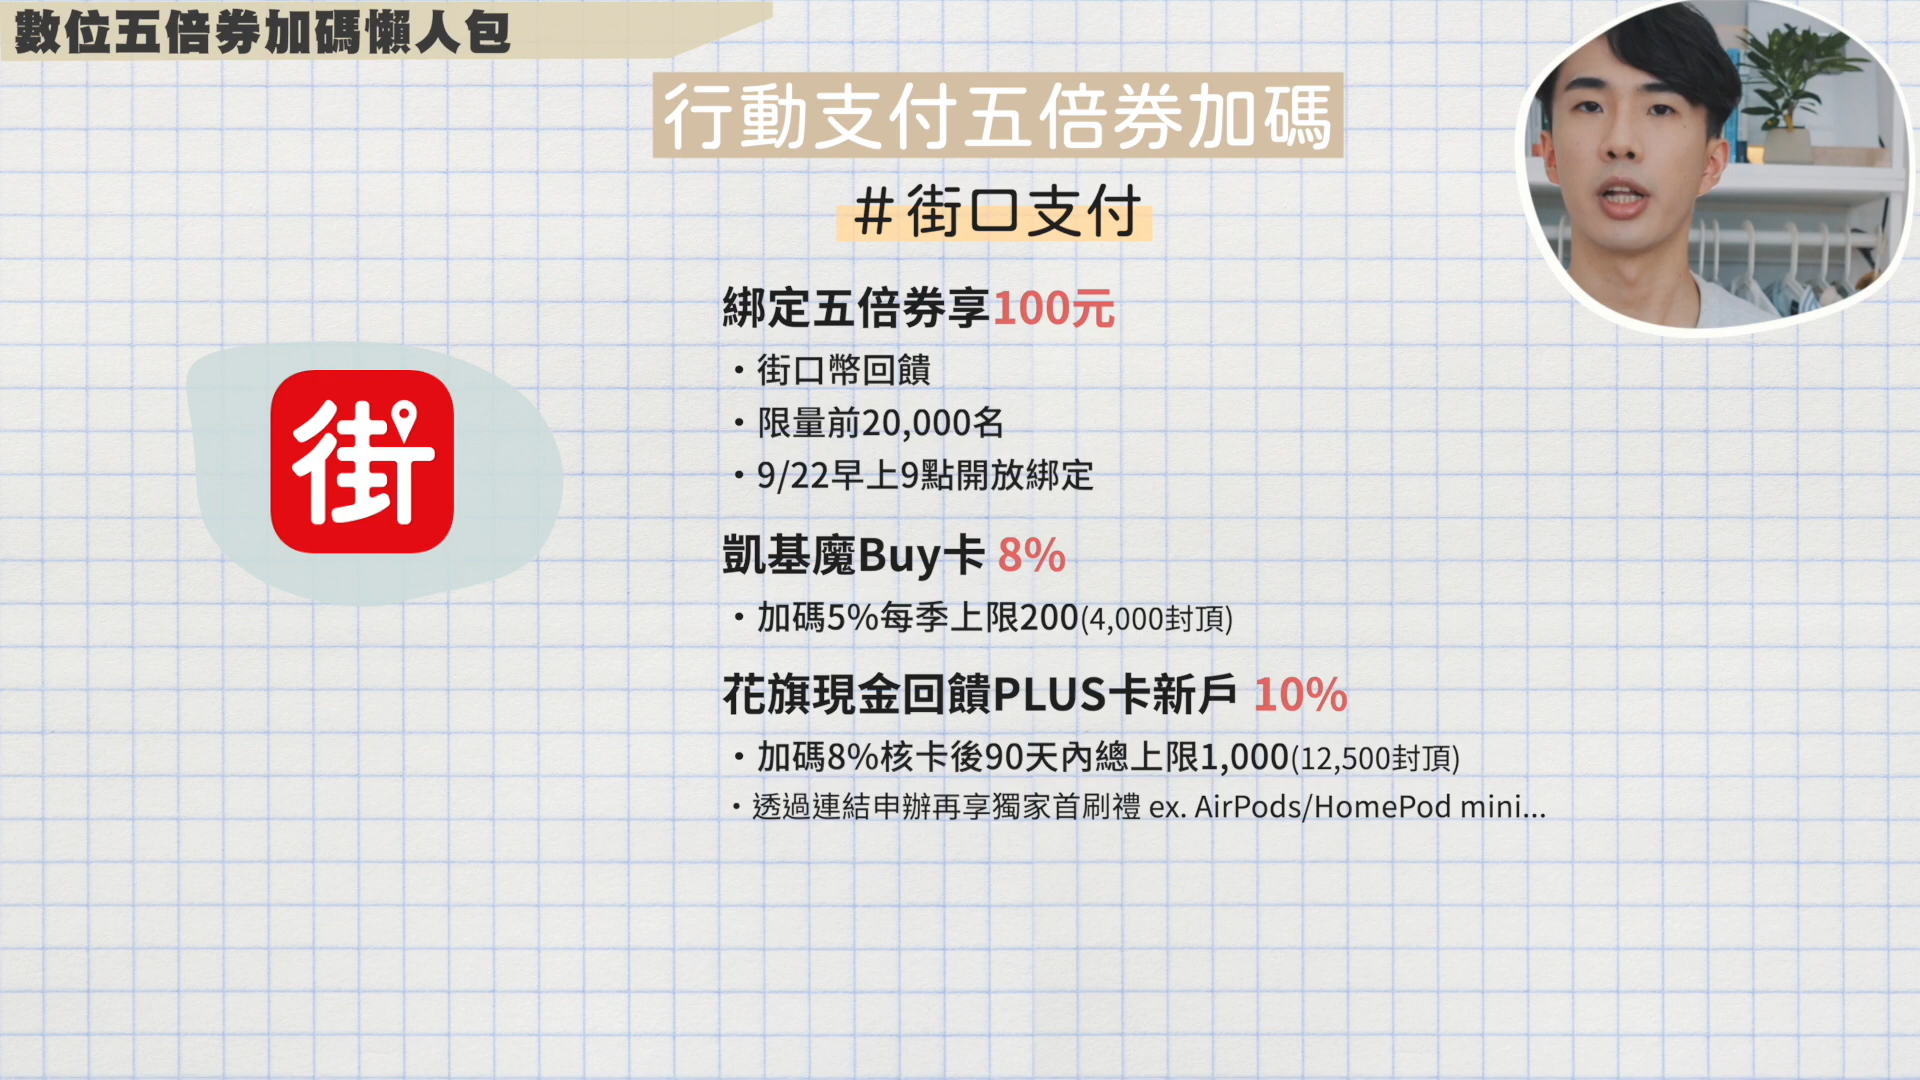 數位五倍券加碼懶人包
行動支付五倍券加碼
#街口支付
街
綁定五倍券享100元
・街口幣回饋
・限量前20,000名
・9/22早上9點開放綁定
凱基魔Buy卡 8%
・加碼5%每季上限200(4,000封頂)
花旗現金回饋PLUS卡新戶 10%
・加碼8%核卡後90天內總上限1,000(12,500封頂)
・透過連結申辦再享獨家首刷禮 ex. AirPods/HomePod mini...